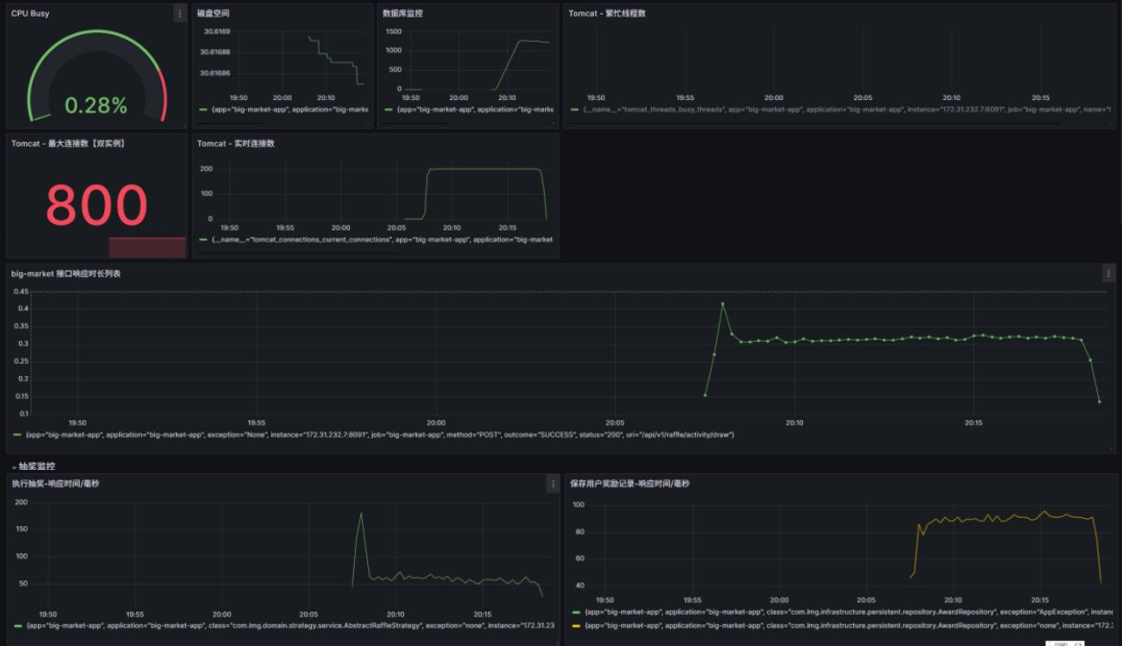 CPU Busy
0.28%
磁盘空间
30.6169
30.61688
30.61686
19:50 20:00 20:10
{app="big-market-app", application="big-marke
数据库监控
1500
1000
500
0
19:50 20:00 20:10
{app="big-market-app", application="big-marke
Tomcat - 繁忙线程数
19:50 19:55 20:00 20:05 20:10 20:15
{__name__="tomcat_threads_busy_threads", app="big-market-app", application="big-market-app", instance="172.31.232.7:8091", job="big-market-app", name="
Tomcat - 最大连接数【双实例】
800
Tomcat - 实时连接数
200
100
0
19:50 19:55 20:00 20:05 20:10 20:15
{__name__="tomcat_connections_current_connections", app="big-market-app", application="big-market
big-market 接口响应时长列表
0.45
0.4
0.35
0.3
0.25
0.2
0.15
0.1
19:50 19:55 20:00 20:05 20:10 20:15
{app="big-market-app", application="big-market-app", exception="None", instance="172.31.232.7:8091", job="big-market-app", method="POST", outcome="SUCCESS", status="200", uri="/api/v1/raffle/activity/draw"}
抽奖监控
执行抽奖-响应时间/毫秒
200
150
100
50
19:50 19:55 20:00 20:05 20:10 20:15
{app="big-market-app", application="big-market-app", class="com.lmg.domain.strategy.service.AbstractRaffleStrategy", exception="none", instance="172.31.23
保存用户奖励记录-响应时间/毫秒
100
80
60
40
19:50 19:55 20:00 20:05 20:10 20:15
{app="big-market-app", application="big-market-app", class="com.lmg.infrastructure.persistent.repository.AwardRepository", exception="AppException", instanc
{app="big-market-app", application="big-market-app", class="com.lmg.infrastructure.persistent.repository.AwardRepository", exception="none", instance="172.